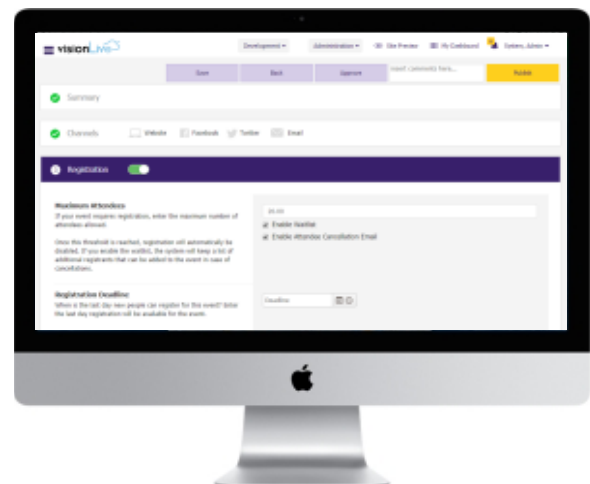 visionLive
Development Administration Site Preview My Dashboard System, Admin
Save Back Approve Insert comments here... Publish
Summary
Channels Website Facebook Twitter Email
Registration
Maximum Attendees
If your event requires registration, enter the maximum number of
attendees allowed.
Enable Waitlist
Enable Attendee Cancellation Email
Once this threshold is reached, registration will automatically be
disabled. If you enable the waitlist, the system will keep a list of
additional registrants that can be added to the event in case of
cancellations.
Registration Deadline
When is the last day new people can register for this event? Enter
the last day registration will be available for the event.
Deadline